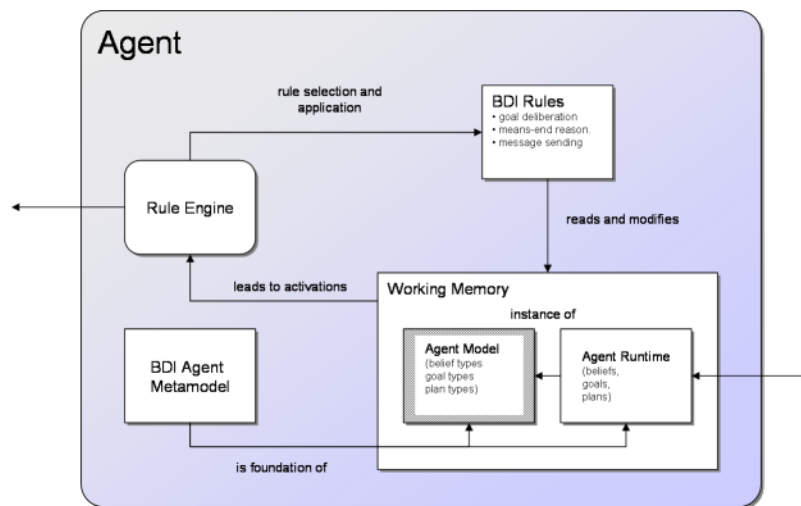 Agent
rule selection and
application
BDI Rules
• goal deliberation
• means-end reason.
• message sending
Rule Engine
reads and modifies
leads to activations
Working Memory
instance of
Agent Model
(belief types
goal types
plan types)
Agent Runtime
(beliefs,
goals,
plans)
BDI Agent
Metamodel
is foundation of